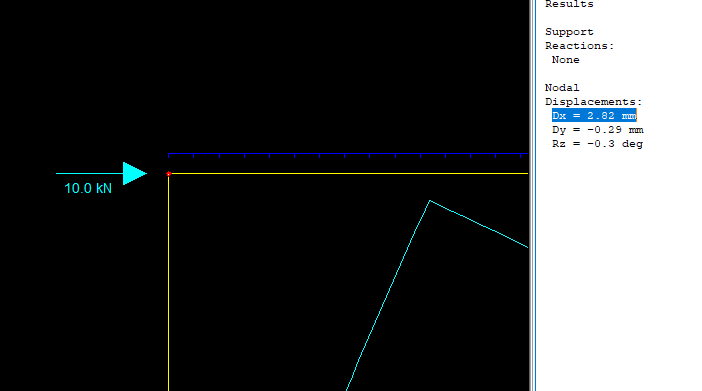 Results
Support
Reactions:
None
Nodal
Displacements:
Dx = 2.82 mm
Dy = -0.29 mm
Rz = -0.3 deg
10.0 kN